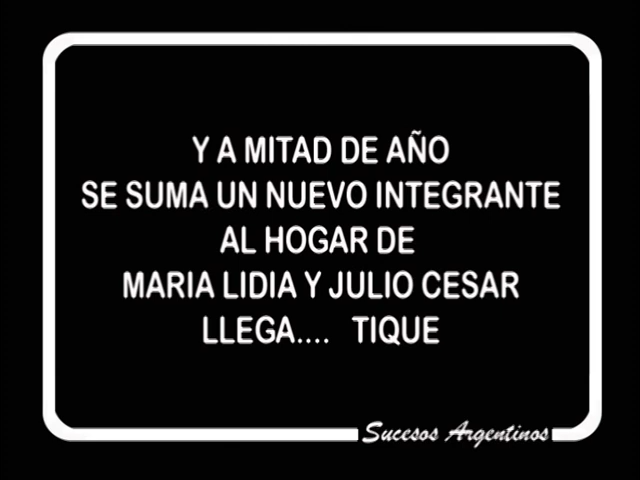 Y A MITAD DE AÑO
SE SUMA UN NUEVO INTEGRANTE
AL HOGAR DE
MARIA LIDIA Y JULIO CESAR
LLEGA.... TIQUE
Sucesos Argentinos